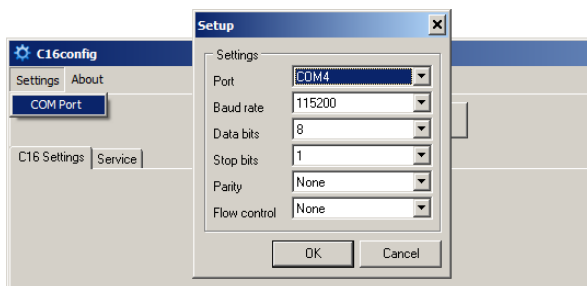 Setup
C16config
Settings
Settings About
Port COM4
COM Port
Baud rate 115200
Data bits 8
C16 Settings Service
Stop bits 1
Parity None
Flow control None
OK Cancel